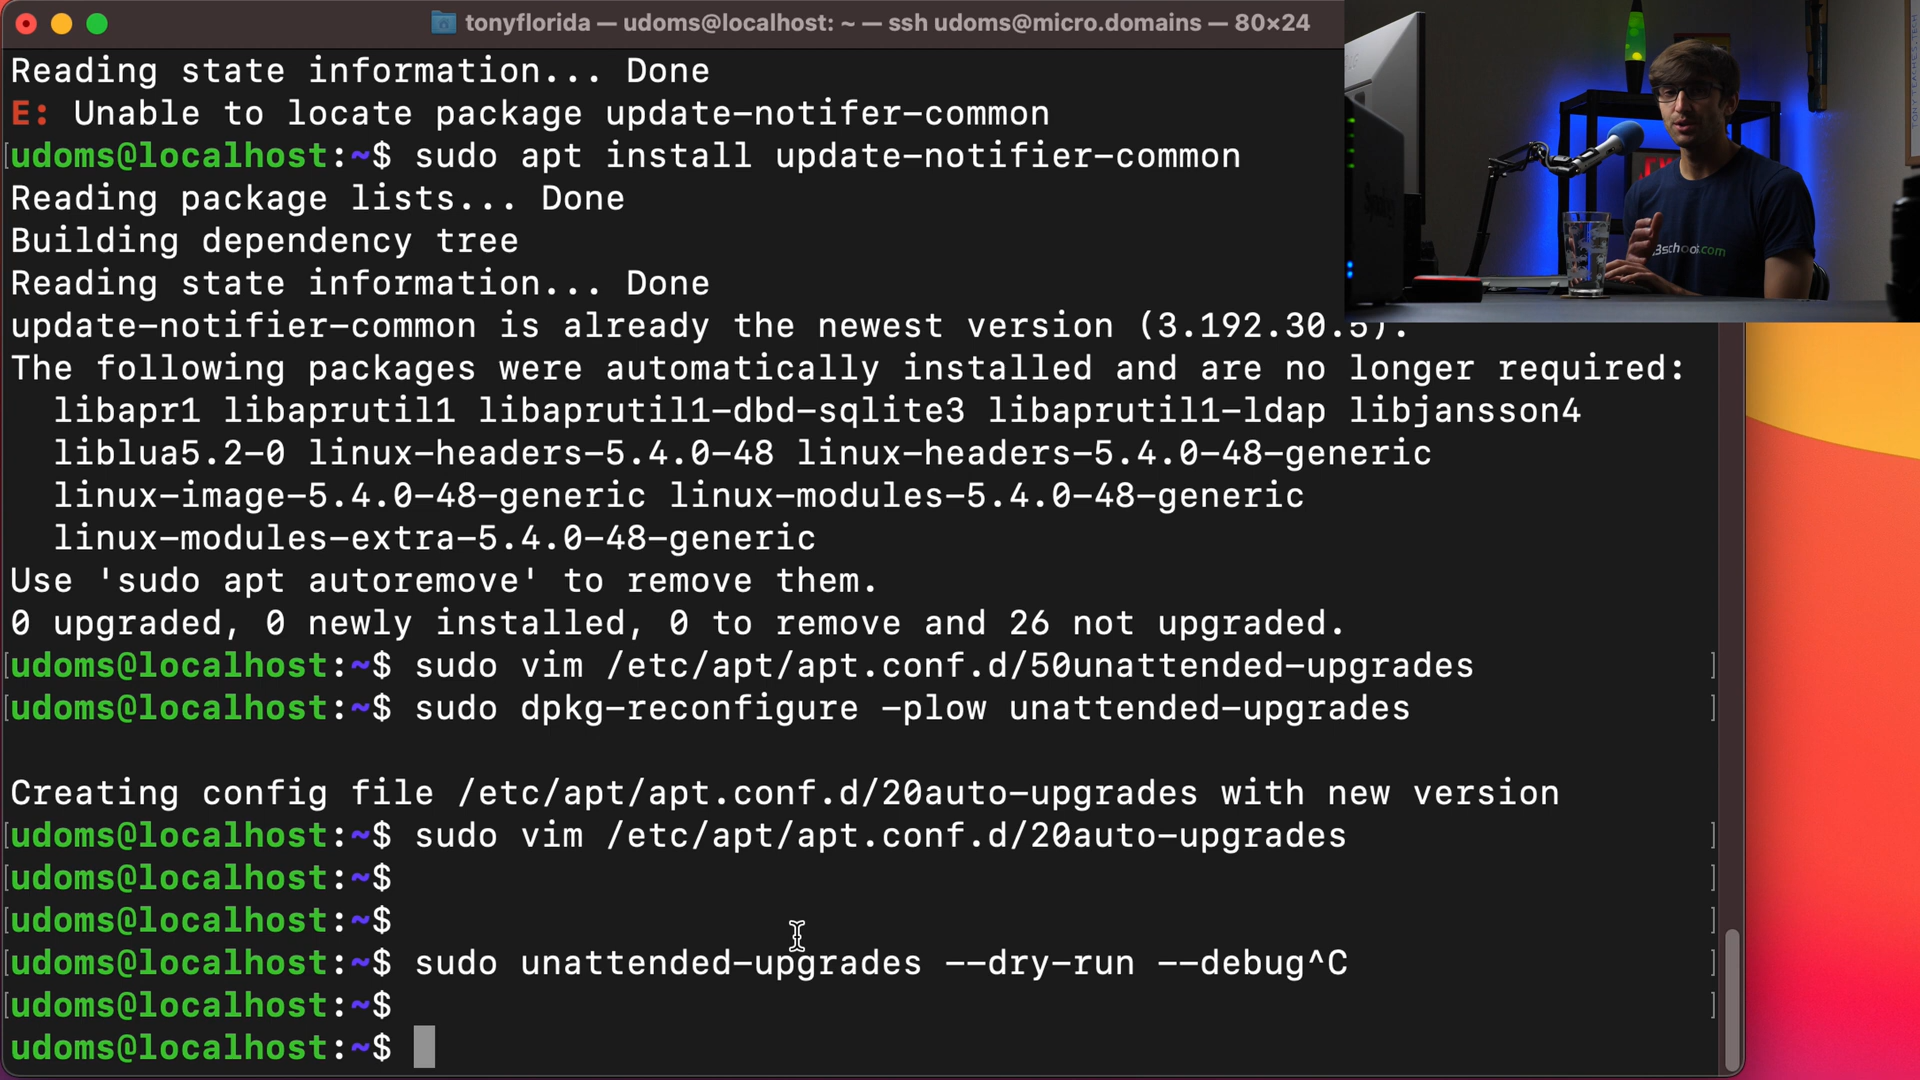 tonyflorida — udoms@localhost: ~ — ssh udoms@micro.domains — 80×24
Reading state information... Done
E: Unable to locate package update-notifer-common
[udoms@localhost:~$ sudo apt install update-notifier-common
Reading package lists... Done
Building dependency tree
Reading state information... Done
update-notifier-common is already the newest version (3.192.30.5).
The following packages were automatically installed and are no longer required:
libapr1 libaprutil1 libaprutil1-dbd-sqlite3 libaprutil1-ldap libjansson4
liblua5.2-0 linux-headers-5.4.0-48 linux-headers-5.4.0-48-generic
linux-image-5.4.0-48-generic linux-modules-5.4.0-48-generic
linux-modules-extra-5.4.0-48-generic
Use 'sudo apt autoremove' to remove them.
0 upgraded, 0 newly installed, 0 to remove and 26 not upgraded.
[udoms@localhost:~$ sudo vim /etc/apt/apt.conf.d/50unattended-upgrades ]
[udoms@localhost:~$ sudo dpkg-reconfigure -plow unattended-upgrades ]
Creating config file /etc/apt/apt.conf.d/20auto-upgrades with new version
[udoms@localhost:~$ sudo vim /etc/apt/apt.conf.d/20auto-upgrades ]
[udoms@localhost:~$ ]
[udoms@localhost:~$ ]
[udoms@localhost:~$ sudo unattended-upgrades --dry-run --debug^C ]
[udoms@localhost:~$ ]
udoms@localhost:~$